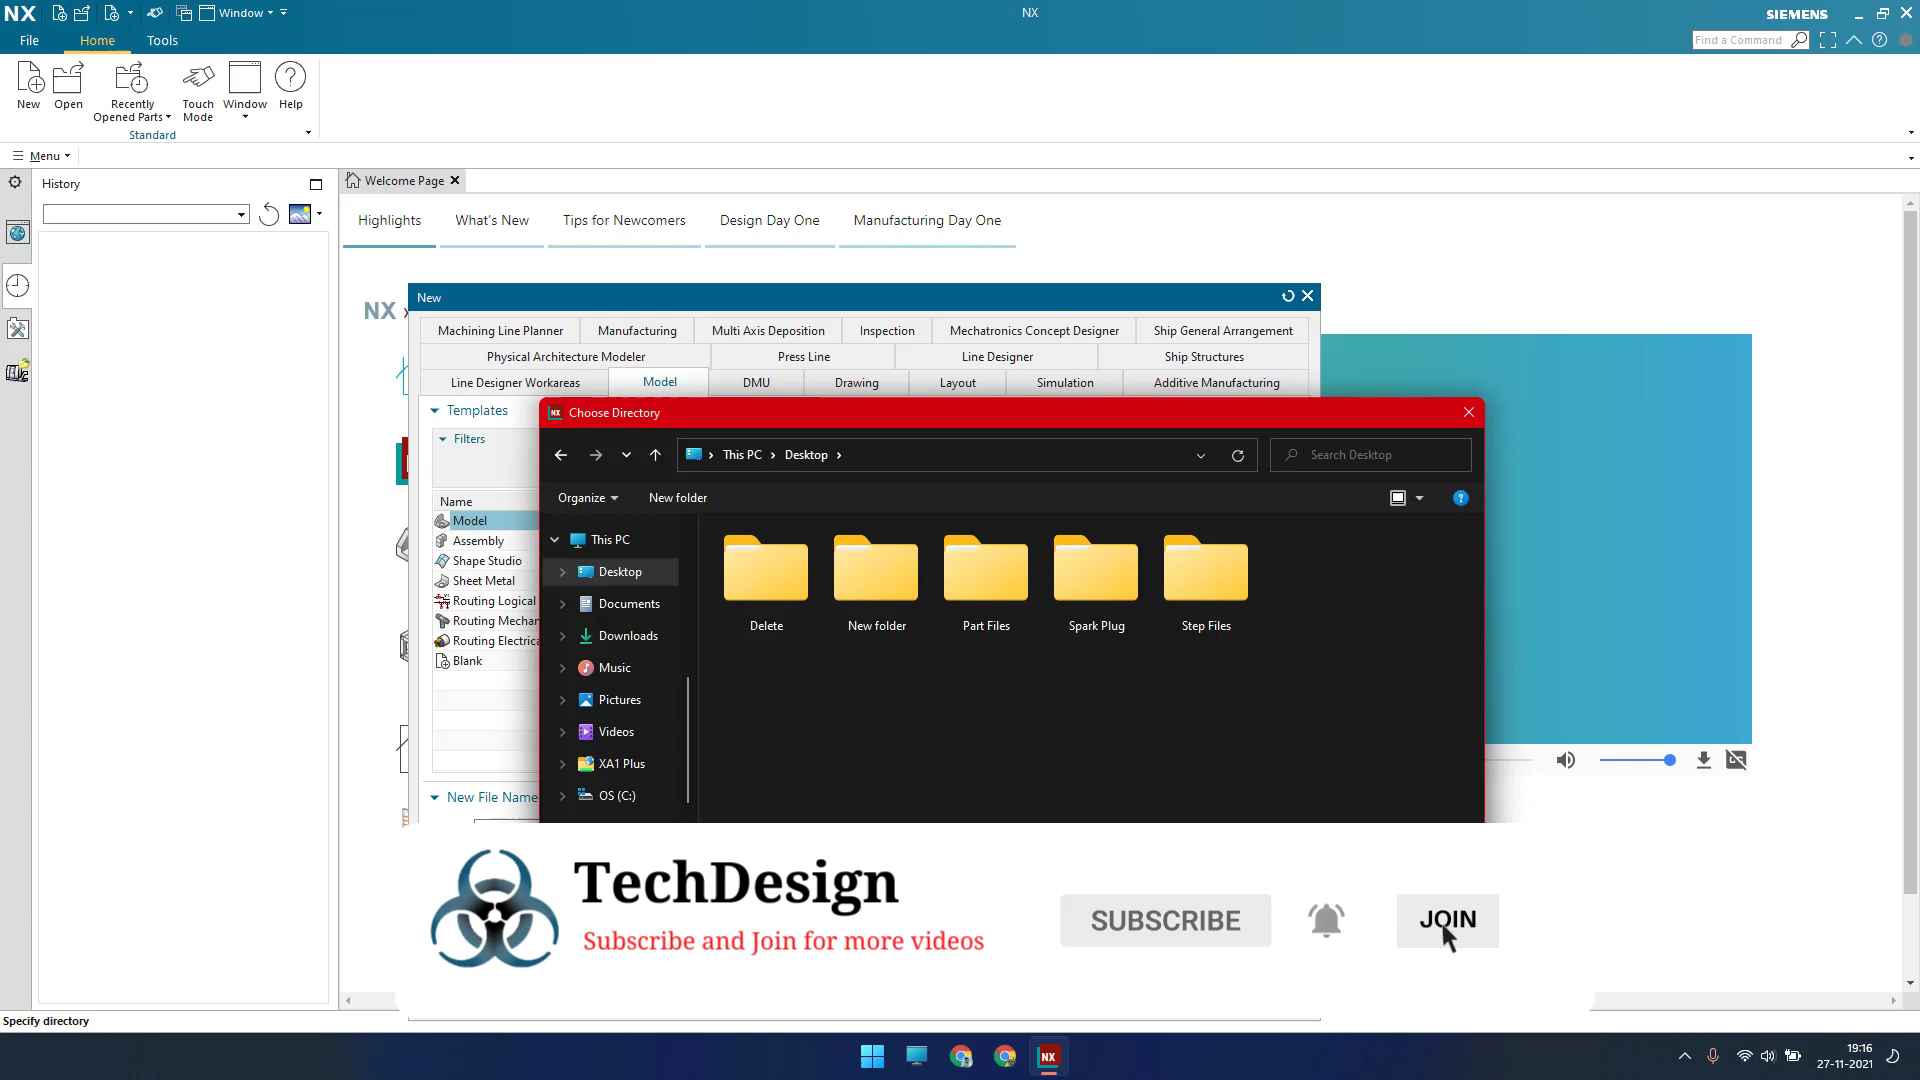 NX
Window
NX
SIEMENS
File
Home
Tools
Find a Command
New
Open
Recently
Opened Parts
Touch
Mode
Window
Help
Standard
Menu
History
Welcome Page
Highlights
What's New
Tips for Newcomers
Design Day One
Manufacturing Day One
NX
New
Machining Line Planner
Manufacturing
Multi Axis Deposition
Inspection
Mechatronics Concept Designer
Ship General Arrangement
Physical Architecture Modeler
Press Line
Line Designer
Ship Structures
Line Designer Workareas
Model
DMU
Drawing
Layout
Simulation
Additive Manufacturing
Templates
Filters
Name
Model
Assembly
Shape Studio
Sheet Metal
Routing Logical
Routing Mechan
Routing Electrica
Blank
New File Name
NX
Choose Directory
This PC
Desktop
Search Desktop
Organize
New folder
This PC
Desktop
Documents
Downloads
Music
Pictures
Videos
XA1 Plus
OS (C:)
Delete
New folder
Part Files
Spark Plug
Step Files
TechDesign
Subscribe and Join for more videos
SUBSCRIBE
JOIN
Specify directory
NX
19:16
27-11-2021